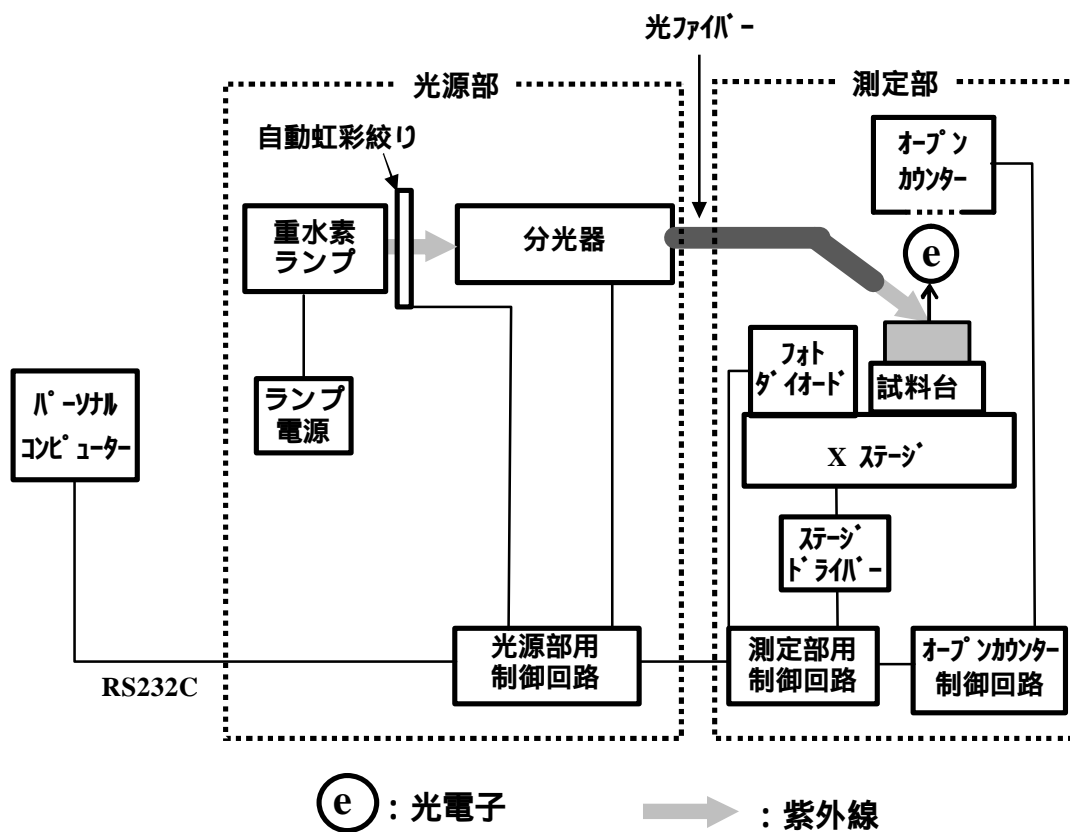 光ﾌｧｲﾊﾞｰ
光源部
測定部
自動虹彩絞り
ｵｰﾌﾟﾝ
ｶｳﾝﾀｰ
重水素
ランプ
分光器
e
ﾌｫﾄ
ﾀﾞｲｵｰﾄﾞ
試料台
ﾊﾟｰｿﾅﾙ
ｺﾝﾋﾟｭｰﾀｰ
ランプ
電源
X ｽﾃｰｼﾞ
ｽﾃｰｼﾞ
ﾄﾞﾗｲﾊﾞｰ
光源部用
制御回路
測定部用
制御回路
ｵｰﾌﾟﾝｶｳﾝﾀｰ
制御回路
RS232C
e : 光電子
: 紫外線